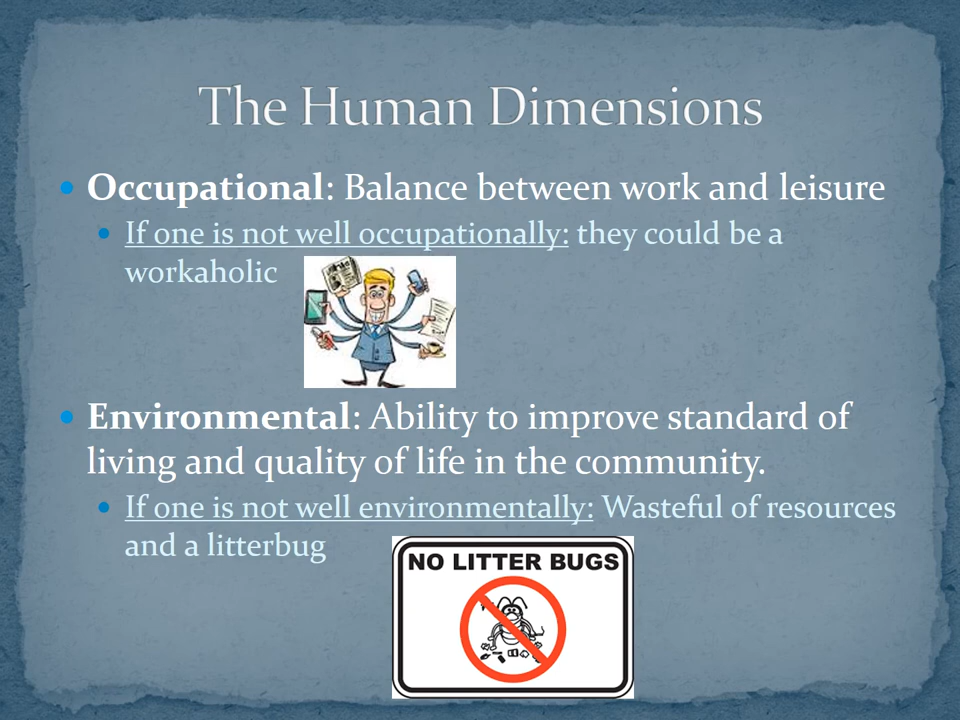 The Human Dimensions
Occupational: Balance between work and leisure
If one is not well occupationally: they could be a
workaholic
Environmental: Ability to improve standard of
living and quality of life in the community.
If one is not well environmentally: Wasteful of resources
and a litterbug
NO LITTER BUGS